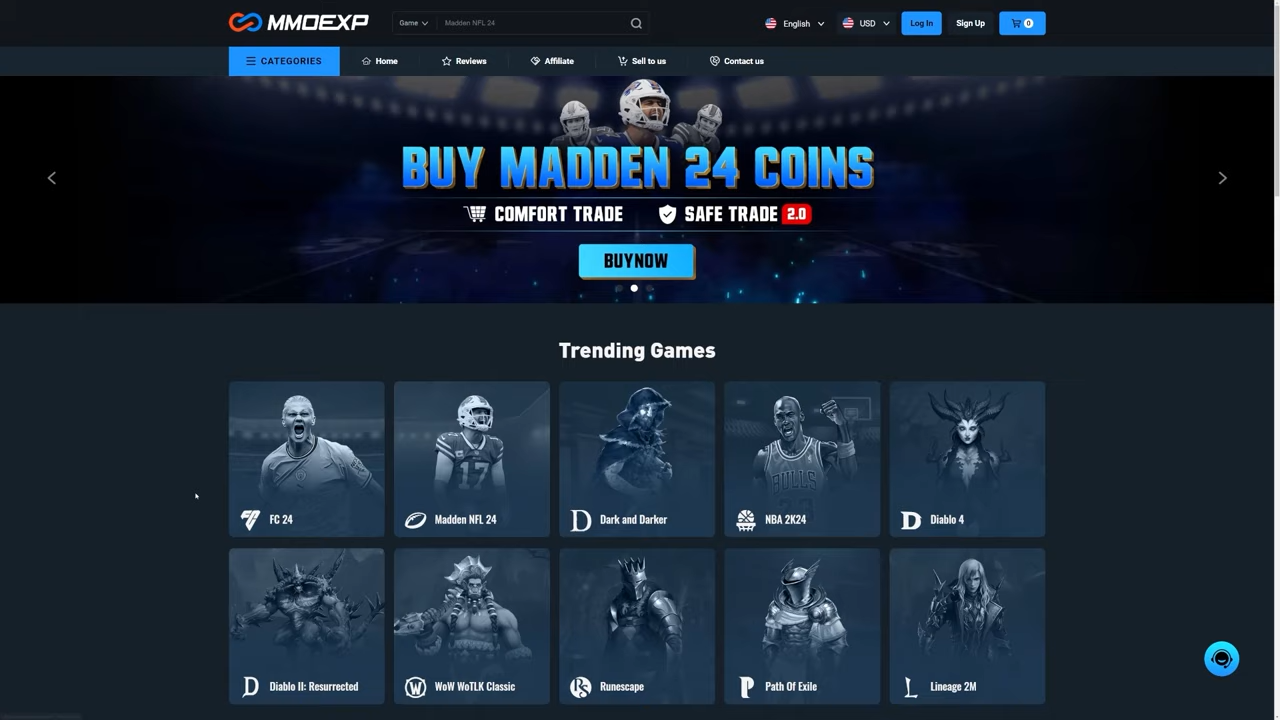 MMOEXP
Game
Madden NFL 24
English
USD
Log In
Sign Up
0
CATEGORIES
Home
Reviews
Affiliate
Sell to us
Contact us
BUY MADDEN 24 COINS
COMFORT TRADE
SAFE TRADE 2.0
BUYNOW
Trending Games
FC 24
17
Madden NFL 24
Dark and Darker
BULLS
NBA 2K24
Diablo 4
Diablo II: Resurrected
WoW WoTLK Classic
Runescape
Path Of Exile
Lineage 2M